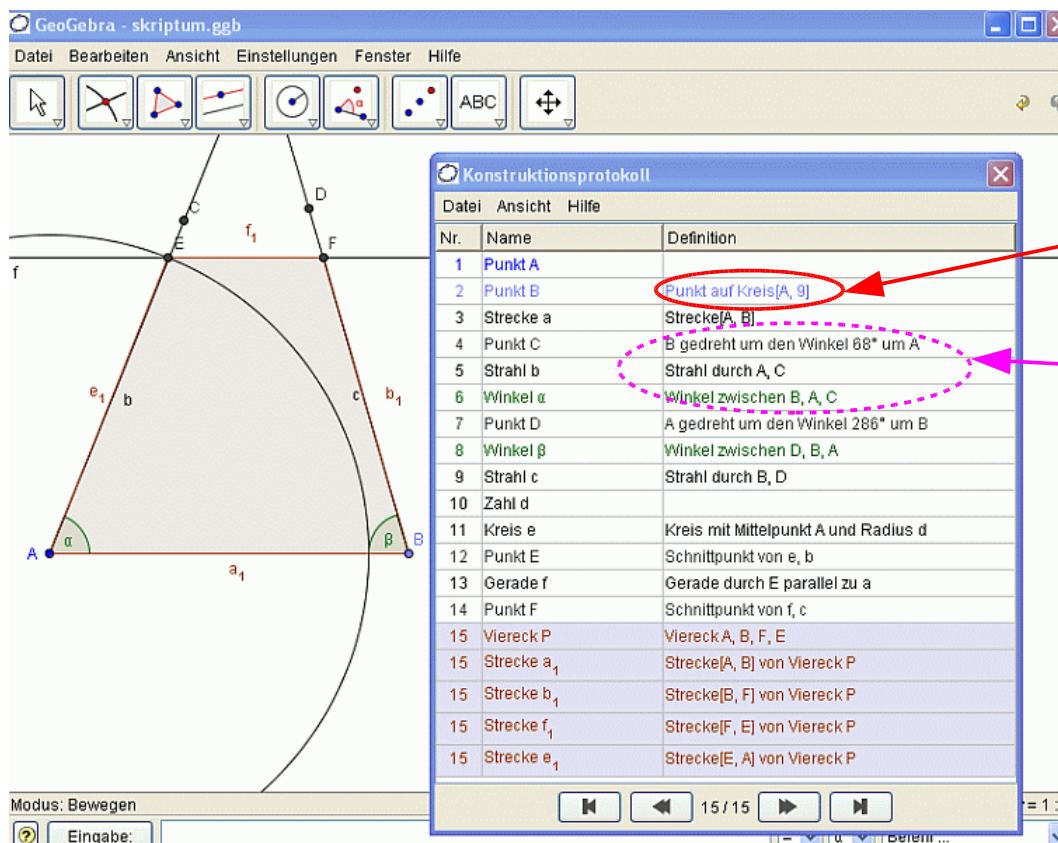 GeoGebra - skriptum.ggb
Datei Bearbeiten Ansicht Einstellungen Fenster Hilfe
ABC
α
C
D
E
f₁
F
f
e₁
b
c
b₁
A
α
β
B
a₁
Konstruktionsprotokoll
Datei Ansicht Hilfe
Nr. Name Definition
1 Punkt A
2 Punkt B Punkt auf Kreis[A, 9]
3 Strecke a Strecke[A, B]
4 Punkt C B gedreht um den Winkel 68° um A
5 Strahl b Strahl durch A, C
6 Winkel α Winkel zwischen B, A, C
7 Punkt D A gedreht um den Winkel 286° um B
8 Winkel β Winkel zwischen D, B, A
9 Strahl c Strahl durch B, D
10 Zahl d
11 Kreis e Kreis mit Mittelpunkt A und Radius d
12 Punkt E Schnittpunkt von e, b
13 Gerade f Gerade durch E parallel zu a
14 Punkt F Schnittpunkt von f, c
15 Viereck P Viereck A, B, F, E
15 Strecke a₁ Strecke[A, B] von Viereck P
15 Strecke b₁ Strecke[B, F] von Viereck P
15 Strecke f₁ Strecke[F, E] von Viereck P
15 Strecke e₁ Strecke[E, A] von Viereck P
15 / 15
Modus: Bewegen
= 1 :
? Eingabe: = α Befehl ...